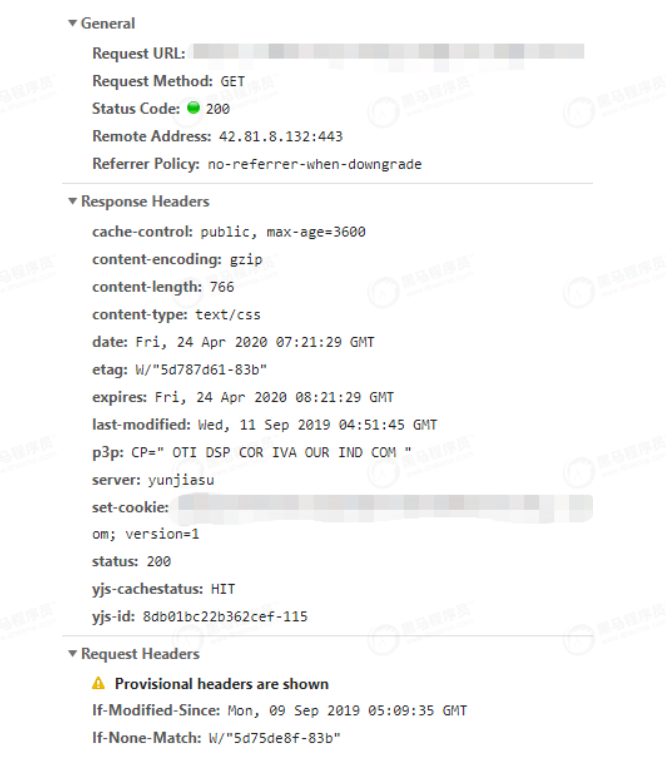 General
Request URL:
Request Method: GET
Status Code: 200
Remote Address: 42.81.8.132:443
Referrer Policy: no-referrer-when-downgrade
Response Headers
cache-control: public, max-age=3600
content-encoding: gzip
content-length: 766
content-type: text/css
date: Fri, 24 Apr 2020 07:21:29 GMT
etag: W/"5d787d61-83b"
expires: Fri, 24 Apr 2020 08:21:29 GMT
last-modified: Wed, 11 Sep 2019 04:51:45 GMT
p3p: CP=" OTI DSP COR IVA OUR IND COM "
server: yunjiasu
set-cookie:
om; version=1
status: 200
yjs-cachestatus: HIT
yjs-id: 8db01bc22b362cef-115
Request Headers
Provisional headers are shown
If-Modified-Since: Mon, 09 Sep 2019 05:09:35 GMT
If-None-Match: W/"5d75de8f-83b"